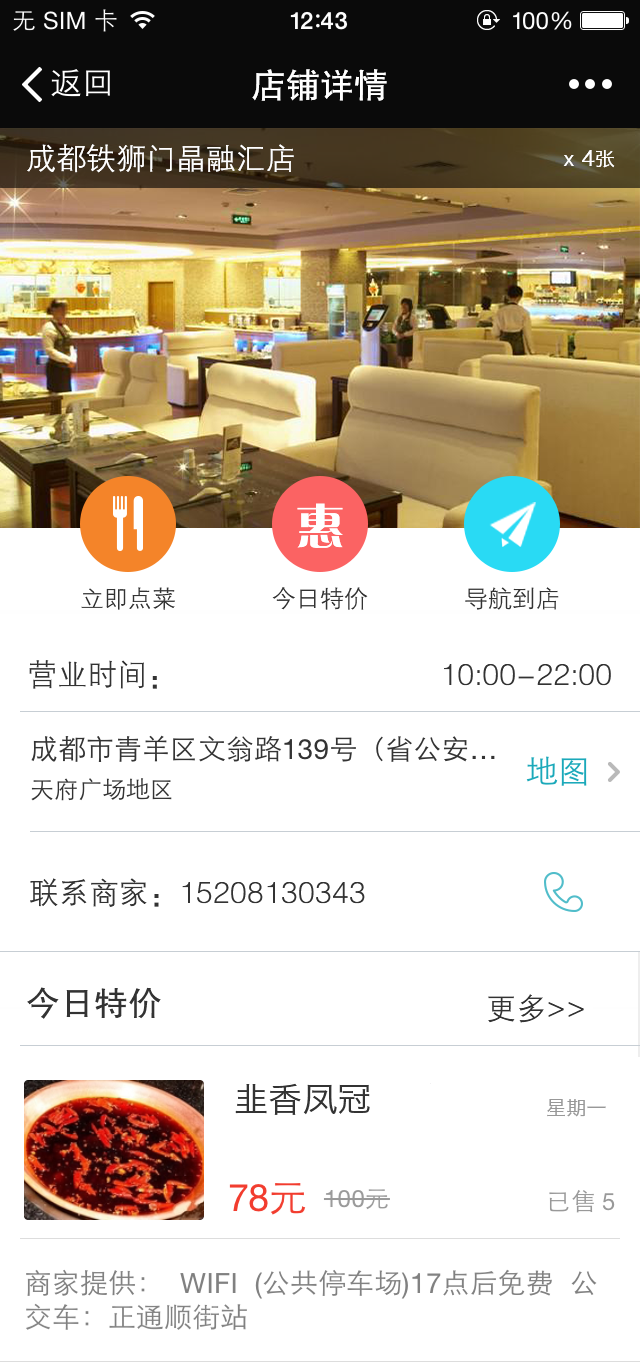 无 SIM 卡 12:43 100%
返回 店铺详情
成都铁狮门晶融汇店 x 4张
惠
立即点菜 今日特价 导航到店
营业时间： 10:00-22:00
成都市青羊区文翁路139号（省公安... 地图
天府广场地区
联系商家：15208130343
今日特价 更多>>
韭香凤冠 星期一
78元 100元 已售 5
商家提供： WIFI (公共停车场)17点后免费 公
交车：正通顺街站